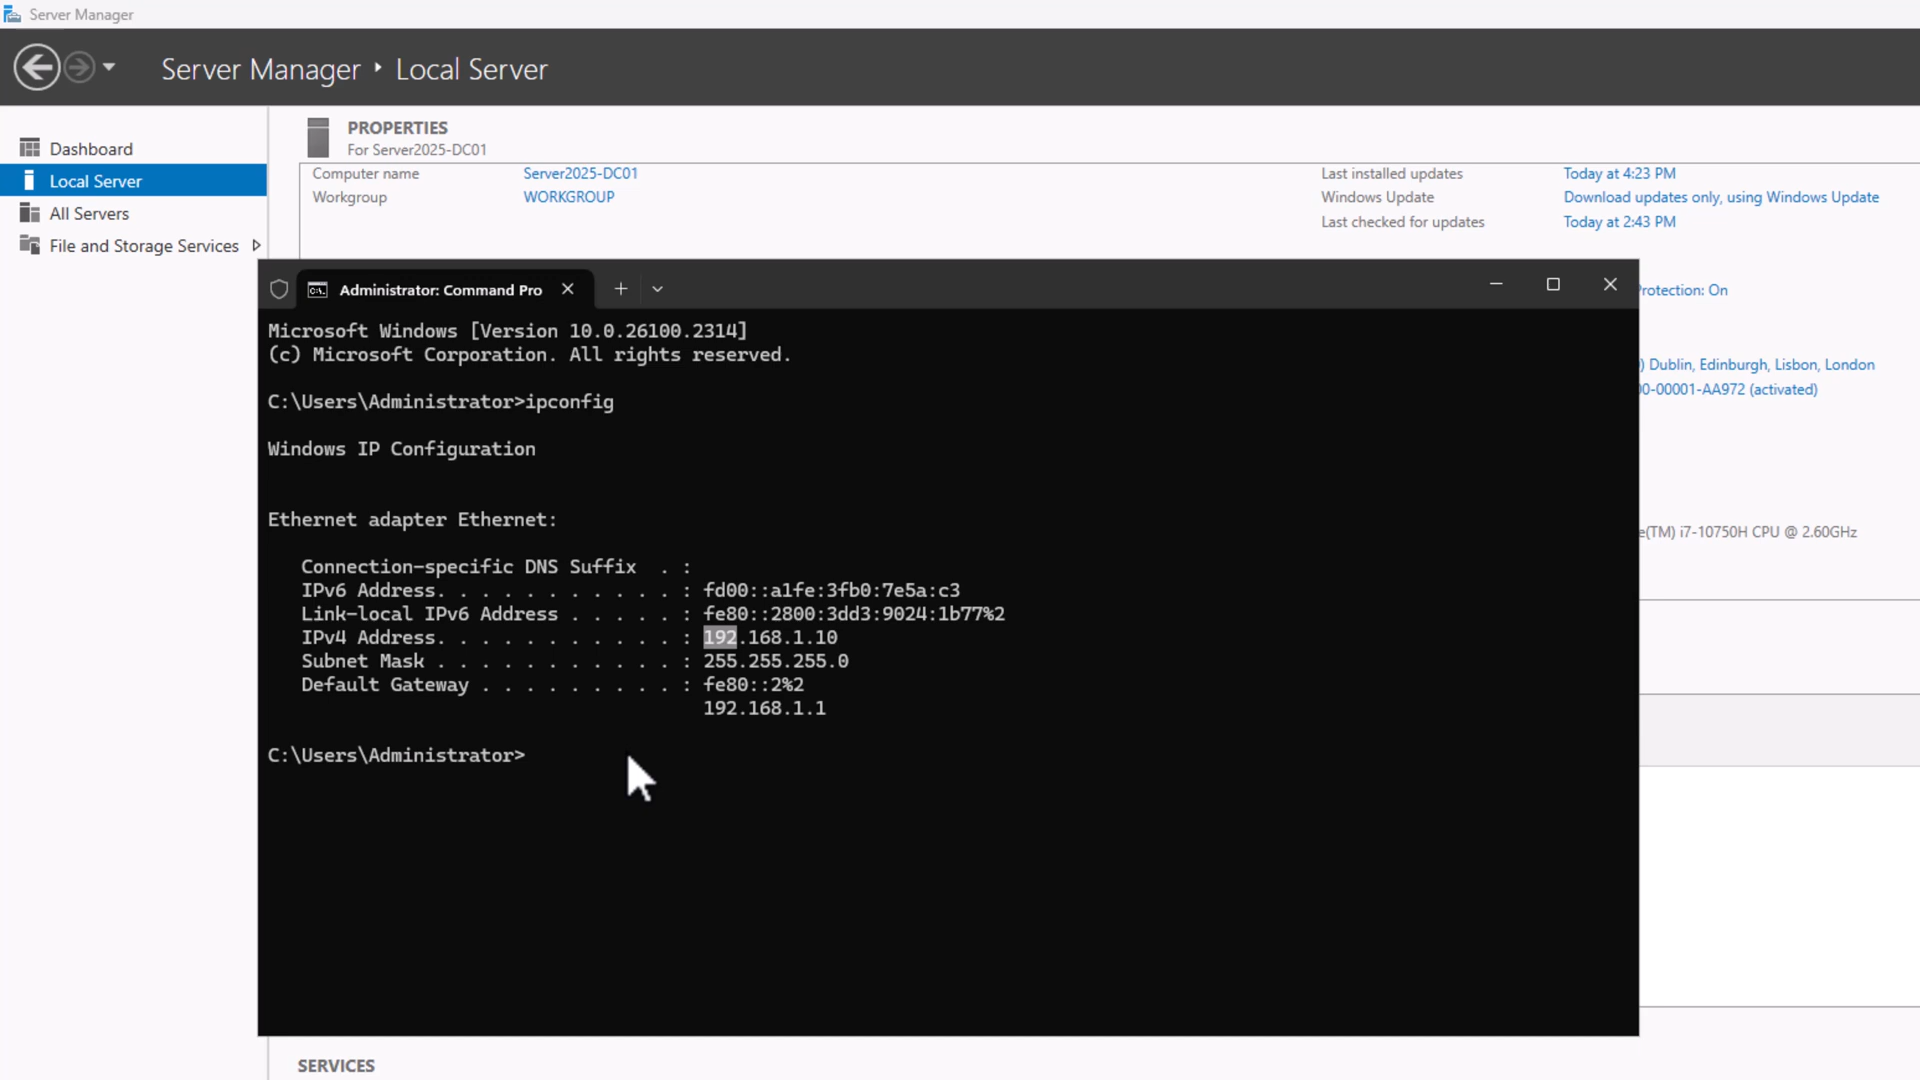 Server Manager
Server Manager ‣ Local Server
Dashboard
Local Server
All Servers
File and Storage Services
PROPERTIES
For Server2025-DC01
Computer name Server2025-DC01
Workgroup WORKGROUP
Last installed updates Today at 4:23 PM
Windows Update Download updates only, using Windows Update
Last checked for updates Today at 2:43 PM
Protection: On
) Dublin, Edinburgh, Lisbon, London
00-00001-AA972 (activated)
e(TM) i7-10750H CPU @ 2.60GHz
Administrator: Command Pro
Microsoft Windows [Version 10.0.26100.2314]
(c) Microsoft Corporation. All rights reserved.
C:\Users\Administrator>ipconfig
Windows IP Configuration
Ethernet adapter Ethernet:
Connection-specific DNS Suffix . :
IPv6 Address. . . . . . . . . . . : fd00::a1fe:3fb0:7e5a:c3
Link-local IPv6 Address . . . . . : fe80::2800:3dd3:9024:1b77%2
IPv4 Address. . . . . . . . . . . : 192.168.1.10
Subnet Mask . . . . . . . . . . . : 255.255.255.0
Default Gateway . . . . . . . . . : fe80::2%2
192.168.1.1
C:\Users\Administrator>
SERVICES